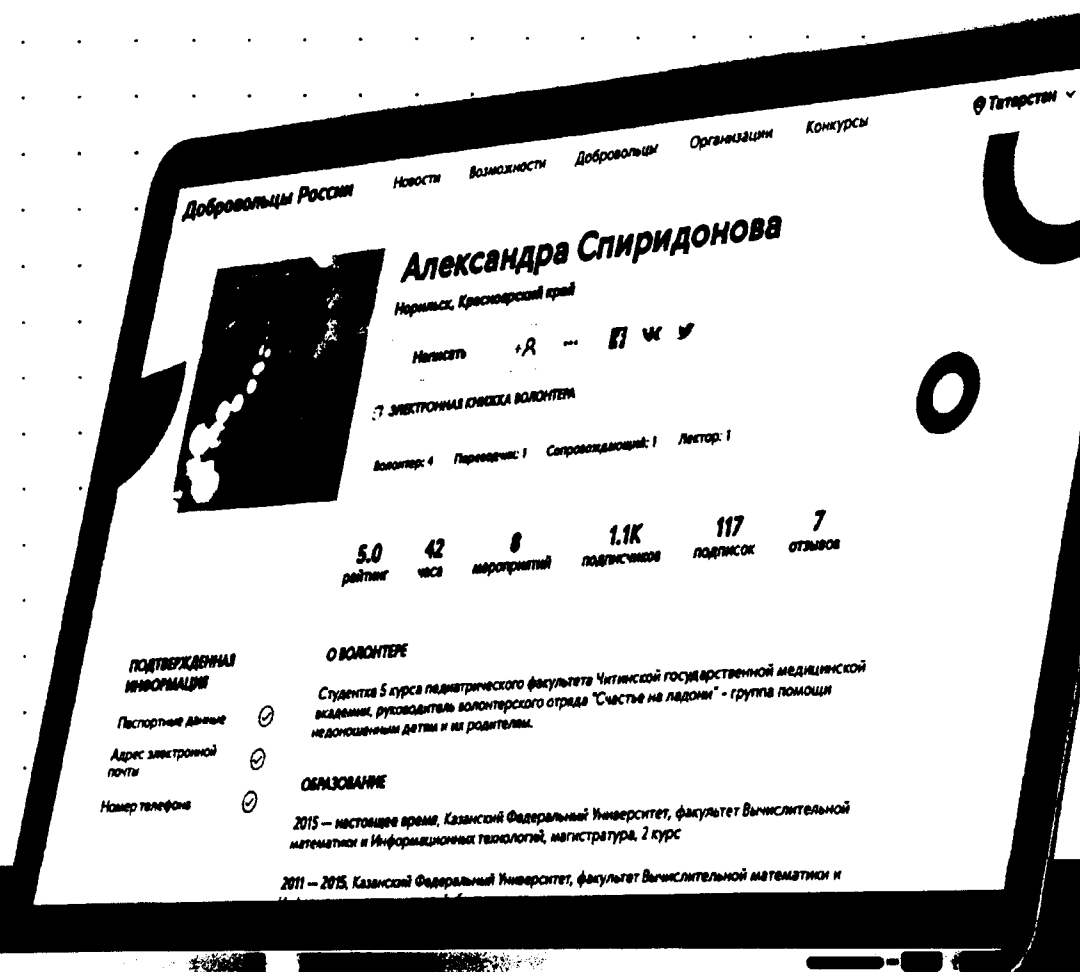 Татарстан
Добровольцы России Новости Возможности Добровольцы Организации Конкурсы
Александра Спиридонова
Норильск, Красноярский край
Написать
ЭЛЕКТРОННАЯ КНИЖКА ВОЛОНТЕРА
Волонтер: 4 Переводчик: 1 Сопровождающий: 1 Лектор: 1
5.0 42 8 1.1K 117 7
рейтинг часа мероприятий подписчиков подписок отзывов
ПОДТВЕРЖДЕННАЯ
ИНФОРМАЦИЯ
Паспортные данные
Адрес электронной
почты
Номер телефона
О ВОЛОНТЕРЕ
Студентка 5 курса педиатрического факультета Читинской государственной медицинской
академии, руководитель волонтерского отряда "Счастье на ладони" - группа помощи
недоношенным детям и их родителям.
ОБРАЗОВАНИЕ
2015 — настоящее время, Казанский Федеральный Университет, факультет Вычислительной
математики и Информационных технологий, магистратура, 2 курс
2011 — 2015, Казанский Федеральный Университет, факультет Вычислительной математики и